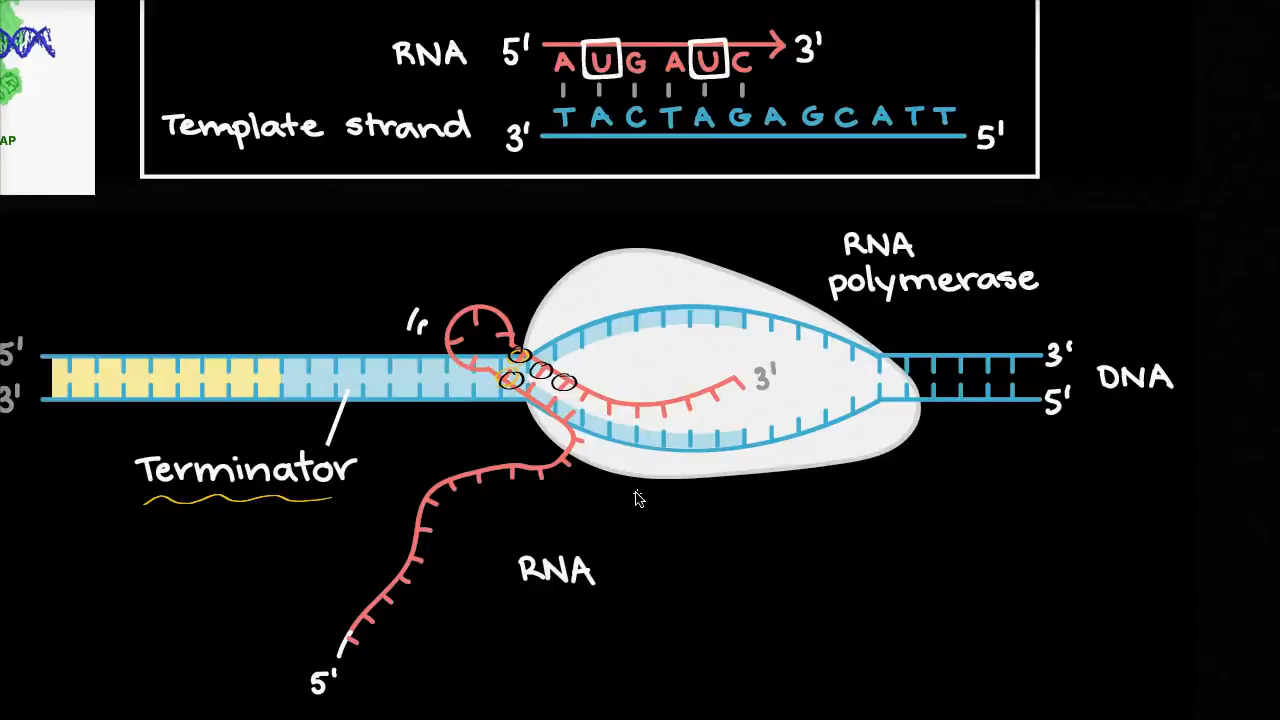 RNA 5' AUGAUC 3'
Template strand 3' TACTAGAGCATT 5'
AP
RNA
polymerase
5' 3'
3' 5'
DNA
3'
Terminator
RNA
5'